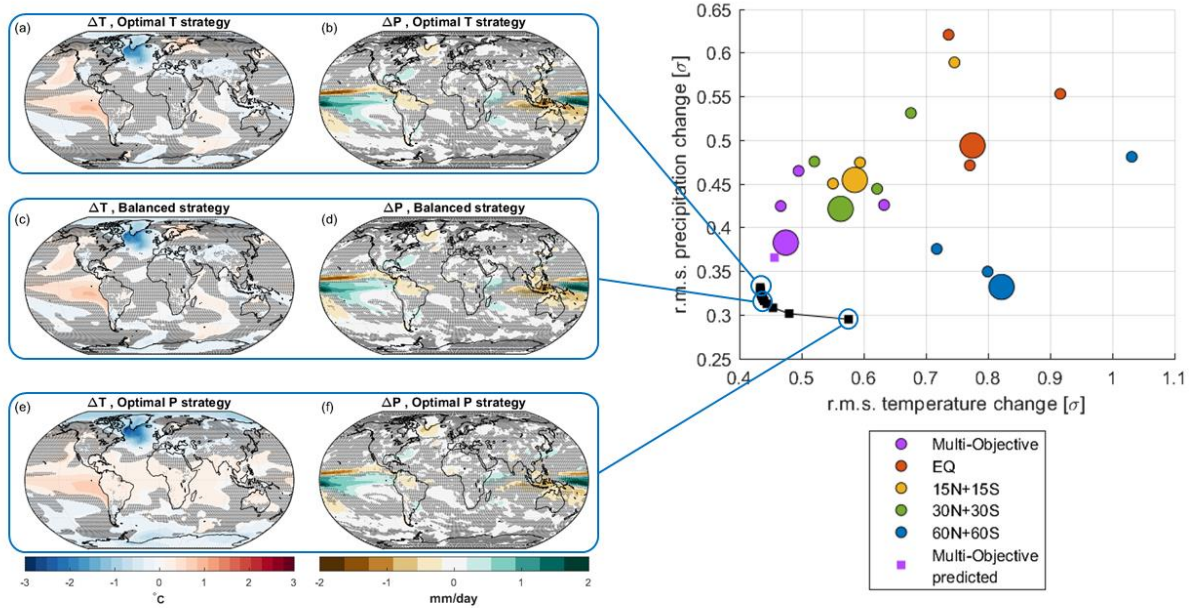 (a)
ΔT , Optimal T strategy
(b)
ΔP , Optimal T strategy
(c)
ΔT , Balanced strategy
(d)
ΔP , Balanced strategy
(e)
ΔT , Optimal P strategy
(f)
ΔP , Optimal P strategy
-3 -2 -1 0 1 2 3
°C
-2 -1 0 1 2
mm/day
r.m.s. precipitation change [σ]
0.65
0.6
0.55
0.5
0.45
0.4
0.35
0.3
0.25
0.4 0.5 0.6 0.7 0.8 0.9 1 1.1
r.m.s. temperature change [σ]
Multi-Objective
EQ
15N+15S
30N+30S
60N+60S
Multi-Objective
predicted